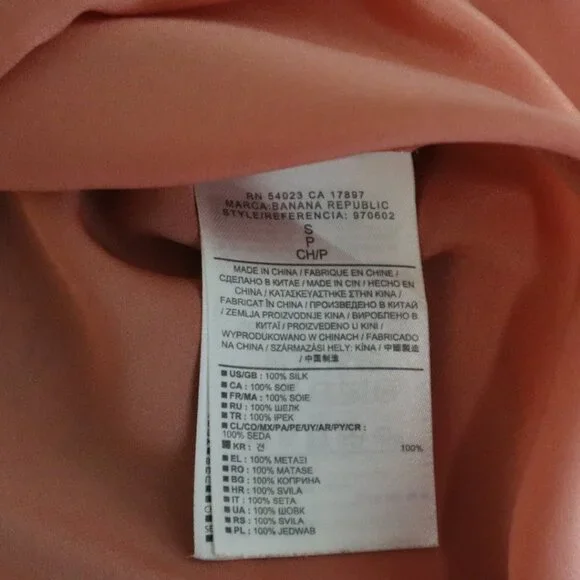 RN 54023 CA 17897
MARCA:BANANA REPUBLIC
STYLE/REFERENCIA: 970602
S
P
CH/P
MADE IN CHINA / FABRIQUE EN CHINE /
СДЕЛАНО В КИТАЕ / MADE IN CIN / HECHO EN
CHINA / ΚΑΤΑΣΚΕΥΑΣΤΗΚΕ ΣΤΗΝ ΚΙΝΑ /
FABRICAT ÎN CHINA / ПРОИЗВЕДЕНО В КИТАЙ
/ ZEMLJA PROIZVODNJE KINA / ВИРОБЛЕНО В
КИТАЇ / PROIZVEDENO U KINI /
WYPRODUKOWANO W CHINACH / FABRICADO
NA CHINA / SZÁRMAZÁSI HELY: KÍNA / 中國製造
/ 中国制造
US/GB : 100% SILK
CA : 100% SOIE
FR/MA : 100% SOIE
RU : 100% ШЕЛК
TR : 100% IPEK
CL/CO/MX/PA/PE/UY/AR/PY/CR :
100% SEDA
KR : 견 100%
EL : 100% ΜΕΤΑΞΙ
RO : 100% MATASE
BG : 100% КОПРИНА
HR : 100% SVILA
IT : 100% SETA
UA : 100% ШОВК
RS : 100% SVILA
PL : 100% JEDWAB